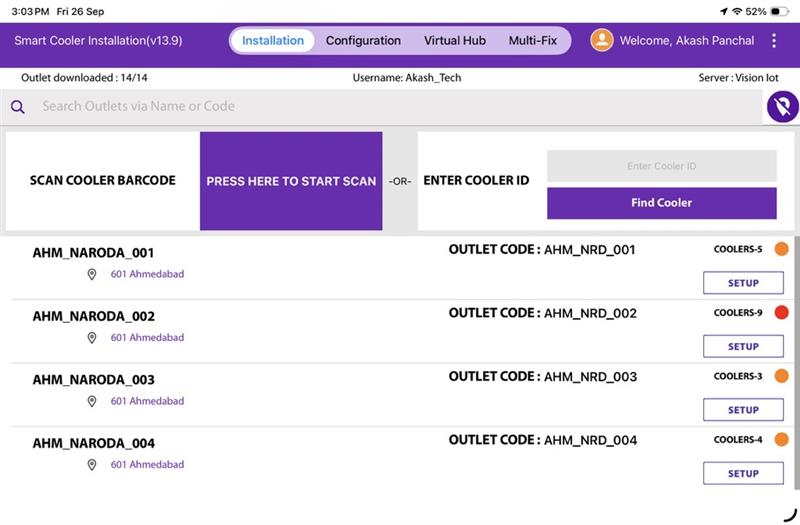 3:03 PM Fri 26 Sep 52%
Smart Cooler Installation(v13.9) Installation Configuration Virtual Hub Multi-Fix Welcome, Akash Panchal
Outlet downloaded : 14/14 Username: Akash_Tech Server : Vision Iot
Search Outlets via Name or Code
SCAN COOLER BARCODE PRESS HERE TO START SCAN -OR- ENTER COOLER ID
Enter Cooler ID
Find Cooler
AHM_NARODA_001 OUTLET CODE : AHM_NRD_001 COOLERS-5
601 Ahmedabad SETUP
AHM_NARODA_002 OUTLET CODE : AHM_NRD_002 COOLERS-9
601 Ahmedabad SETUP
AHM_NARODA_003 OUTLET CODE : AHM_NRD_003 COOLERS-3
601 Ahmedabad SETUP
AHM_NARODA_004 OUTLET CODE : AHM_NRD_004 COOLERS-4
601 Ahmedabad SETUP